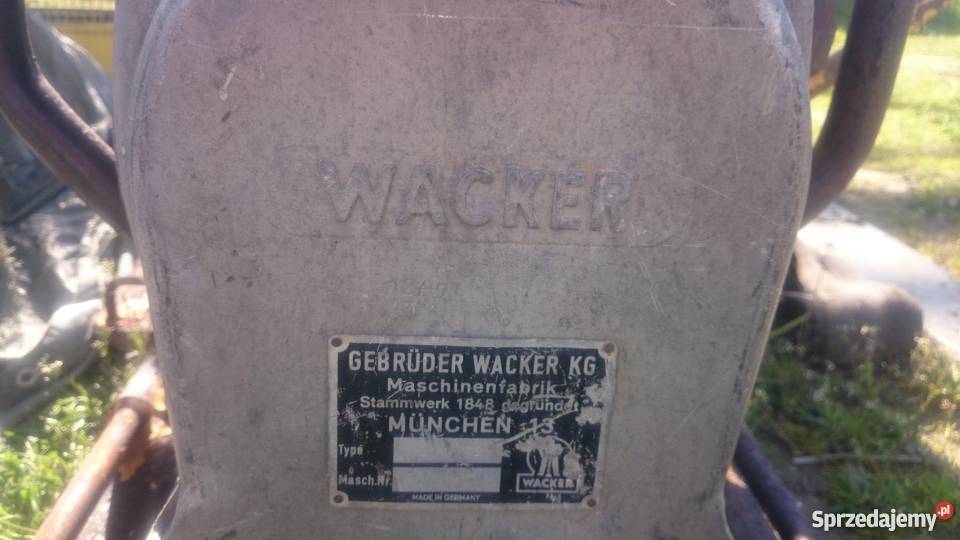 WACKER
GEBRÜDER WACKER KG
Maschinenfabrik
Stammwerk 1848 gegründet
MÜNCHEN 13
Type
Masch.Nr.
WACKER
MADE IN GERMANY
Sprzedajemy.pl